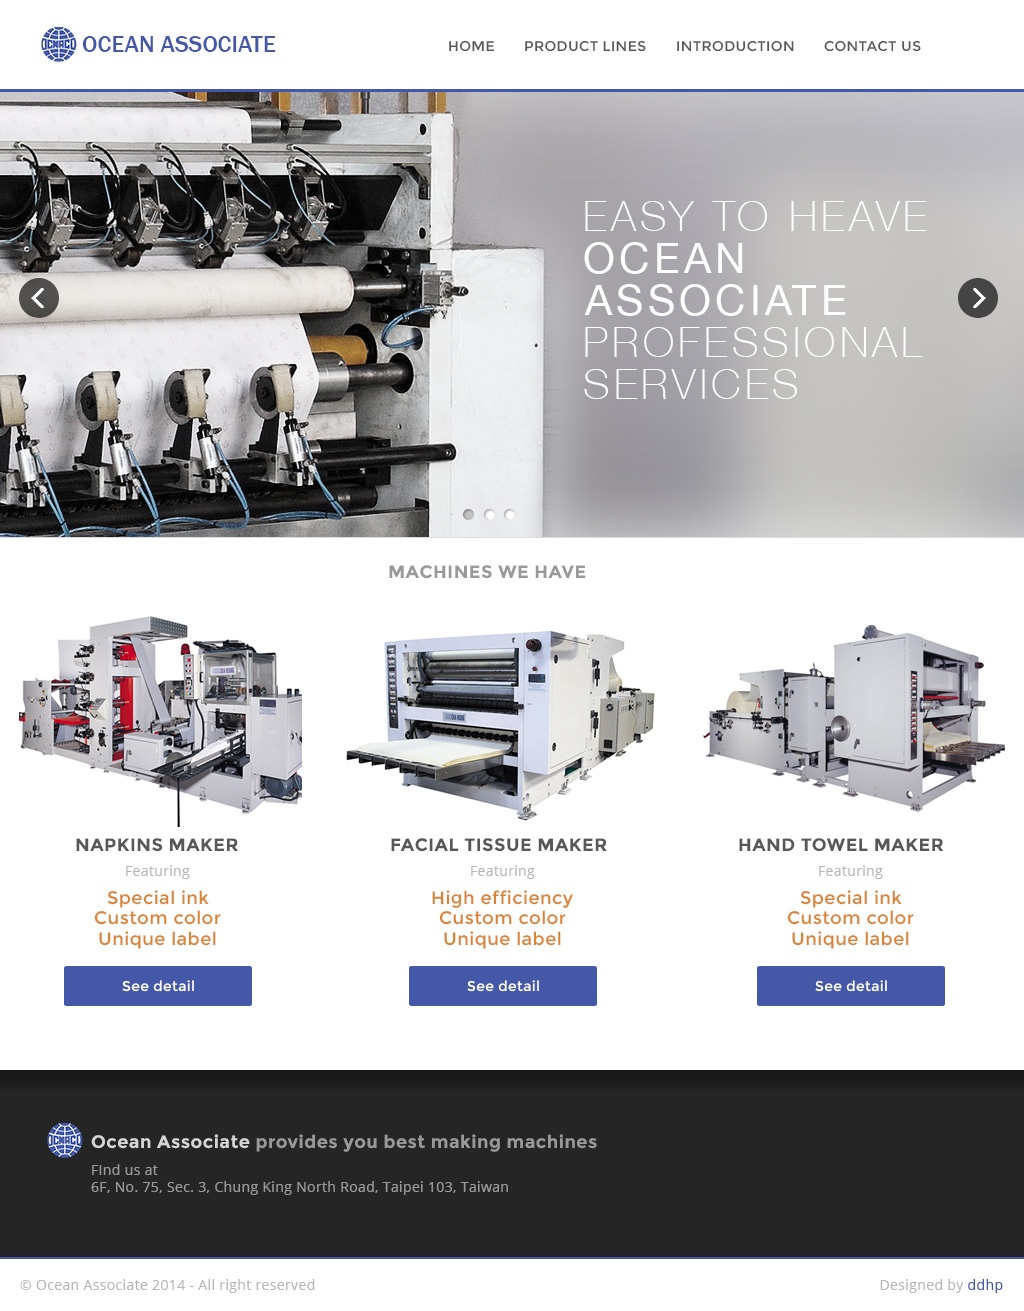 OCMACO
OCEAN ASSOCIATE
HOME
PRODUCT LINES
INTRODUCTION
CONTACT US
EASY TO HEAVE
OCEAN
ASSOCIATE
PROFESSIONAL
SERVICES
MACHINES WE HAVE
NAPKINS MAKER
Featuring
Special ink
Custom color
Unique label
See detail
FACIAL TISSUE MAKER
Featuring
High efficiency
Custom color
Unique label
See detail
HAND TOWEL MAKER
Featuring
Special ink
Custom color
Unique label
See detail
OCMACO
Ocean Associate provides you best making machines
FInd us at
6F, No. 75, Sec. 3, Chung King North Road, Taipei 103, Taiwan
© Ocean Associate 2014 - All right reserved
Designed by ddhp